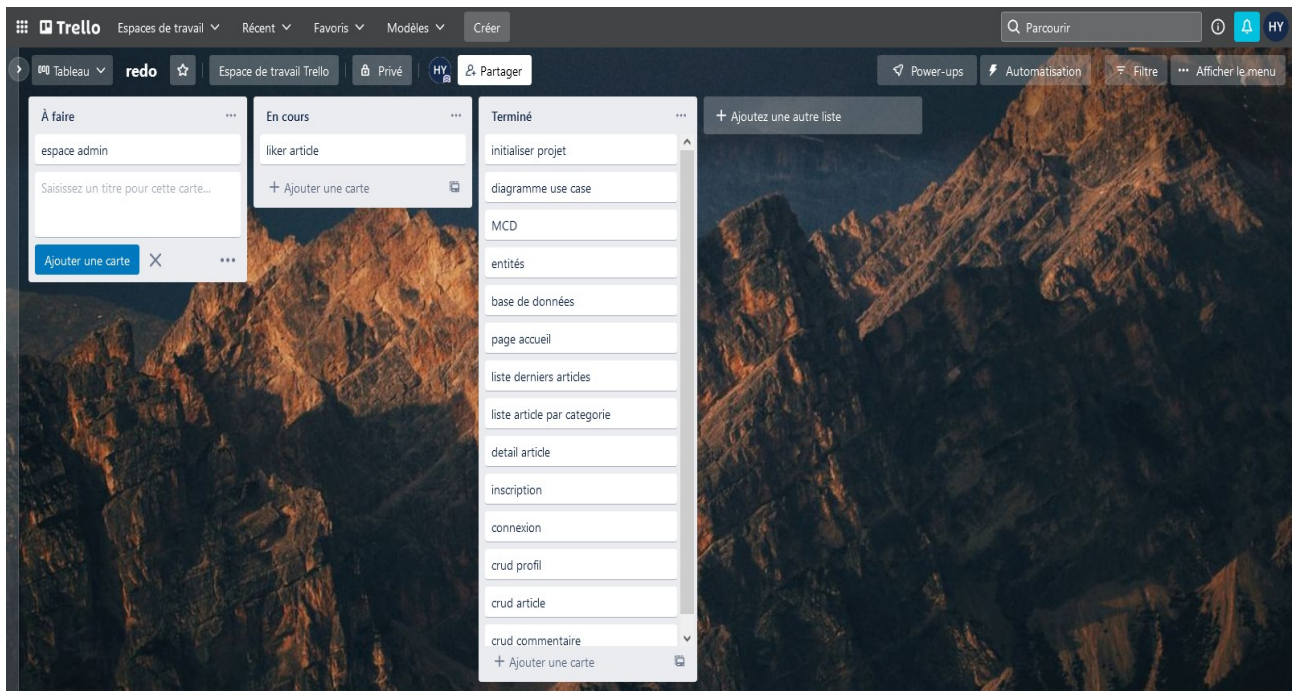 Trello Espaces de travail Récent Favoris Modèles Créer Parcourir HY
Tableau redo Espace de travail Trello Privé HY Partager Power-ups Automatisation Filtre Afficher le menu
À faire
espace admin
Saisissez un titre pour cette carte...
Ajouter une carte
En cours
liker article
+ Ajouter une carte
Terminé
initialiser projet
diagramme use case
MCD
entités
base de données
page accueil
liste derniers articles
liste article par categorie
detail article
inscription
connexion
crud profil
crud article
crud commentaire
+ Ajouter une carte
+ Ajoutez une autre liste